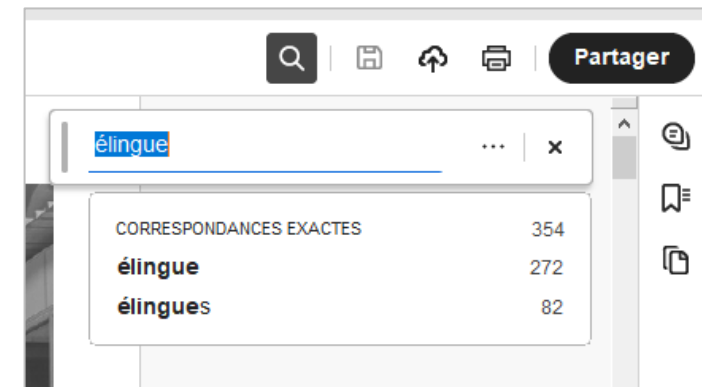 Partager
élingue
CORRESPONDANCES EXACTES 354
élingue 272
élingues 82